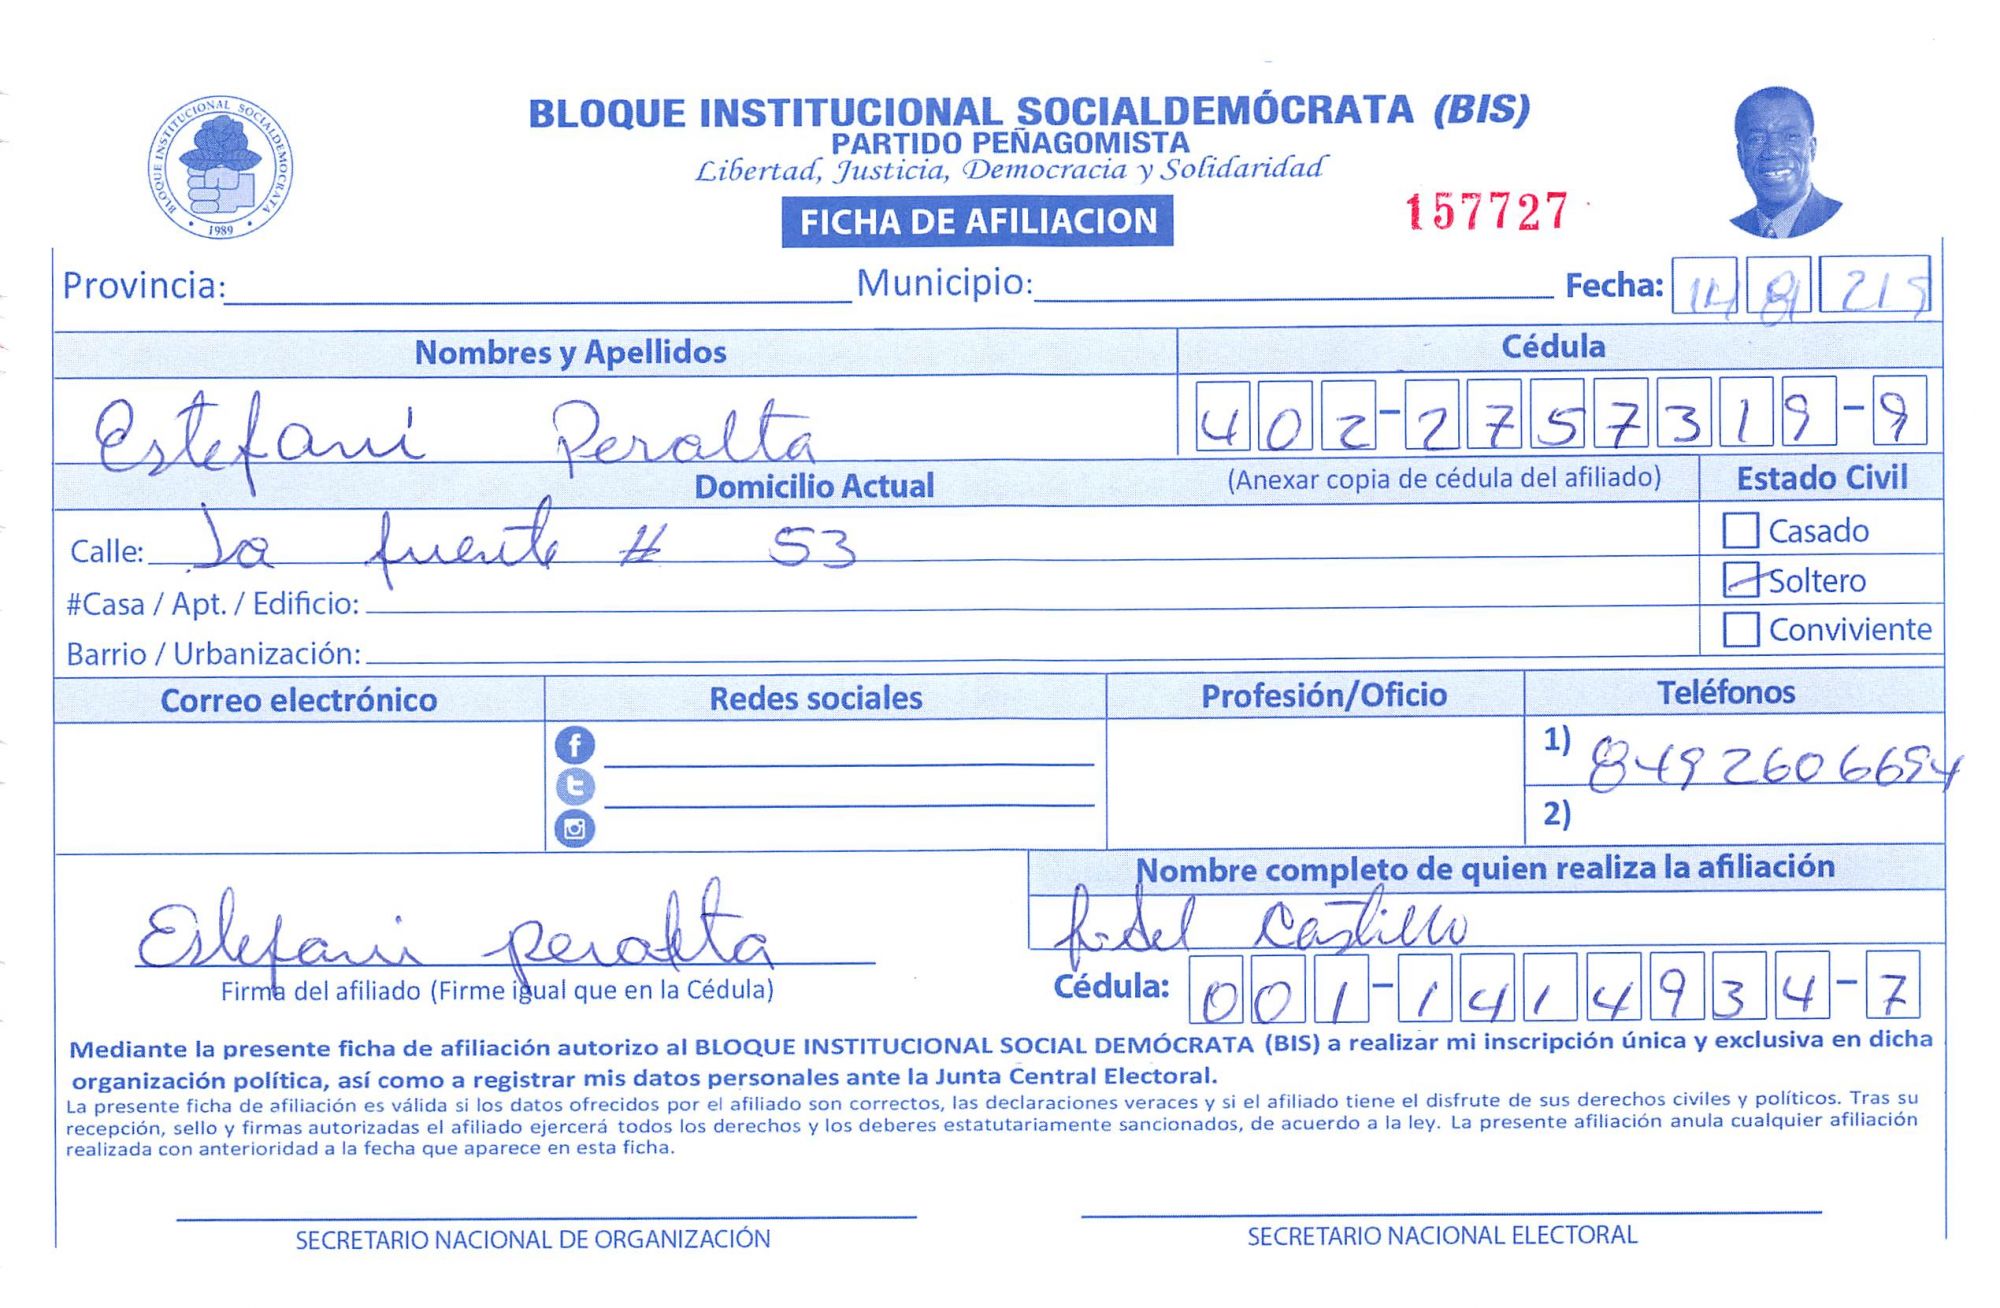 BLOQUE INSTITUCIONAL SOCIALDEMOCRATA
1989
BLOQUE INSTITUCIONAL SOCIALDEMÓCRATA (BIS)
PARTIDO PEÑAGOMISTA
Libertad, Justicia, Democracia y Solidaridad
FICHA DE AFILIACION
157727
Provincia: Municipio: Fecha: 14 8
Nombres y Apellidos Cédula
Estefani Peralta 402-2757319-9
Domicilio Actual (Anexar copia de cédula del afiliado) Estado Civil
Calle: La fuente # 53 Casado
#Casa / Apt. / Edificio: Soltero
Barrio / Urbanización: Conviviente
Correo electrónico Redes sociales Profesión/Oficio Teléfonos
1) 8492606694
2)
Nombre completo de quien realiza la afiliación
Estefani peralta Fidel Castillo
Firma del afiliado (Firme igual que en la Cédula) Cédula: 001-1414934-7
Mediante la presente ficha de afiliación autorizo al BLOQUE INSTITUCIONAL SOCIAL DEMÓCRATA (BIS) a realizar mi inscripción única y exclusiva en dicha
organización política, así como a registrar mis datos personales ante la Junta Central Electoral.
La presente ficha de afiliación es válida si los datos ofrecidos por el afiliado son correctos, las declaraciones veraces y si el afiliado tiene el disfrute de sus derechos civiles y políticos. Tras su
recepción, sello y firmas autorizadas el afiliado ejercerá todos los derechos y los deberes estatutariamente sancionados, de acuerdo a la ley. La presente afiliación anula cualquier afiliación
realizada con anterioridad a la fecha que aparece en esta ficha.
SECRETARIO NACIONAL DE ORGANIZACIÓN SECRETARIO NACIONAL ELECTORAL